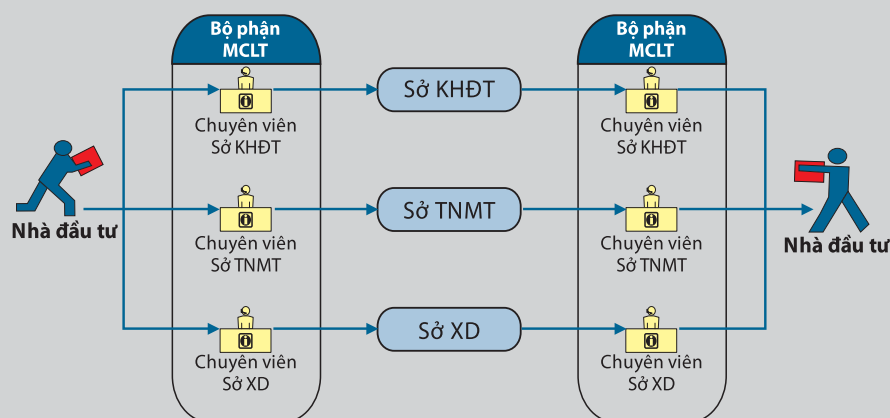 Bộ phận
MCLT
Bộ phận
MCLT
Chuyên viên
Sở KHĐT
Sở KHĐT
Chuyên viên
Sở KHĐT
Nhà đầu tư
Chuyên viên
Sở TNMT
Sở TNMT
Chuyên viên
Sở TNMT
Nhà đầu tư
Chuyên viên
Sở XD
Sở XD
Chuyên viên
Sở XD